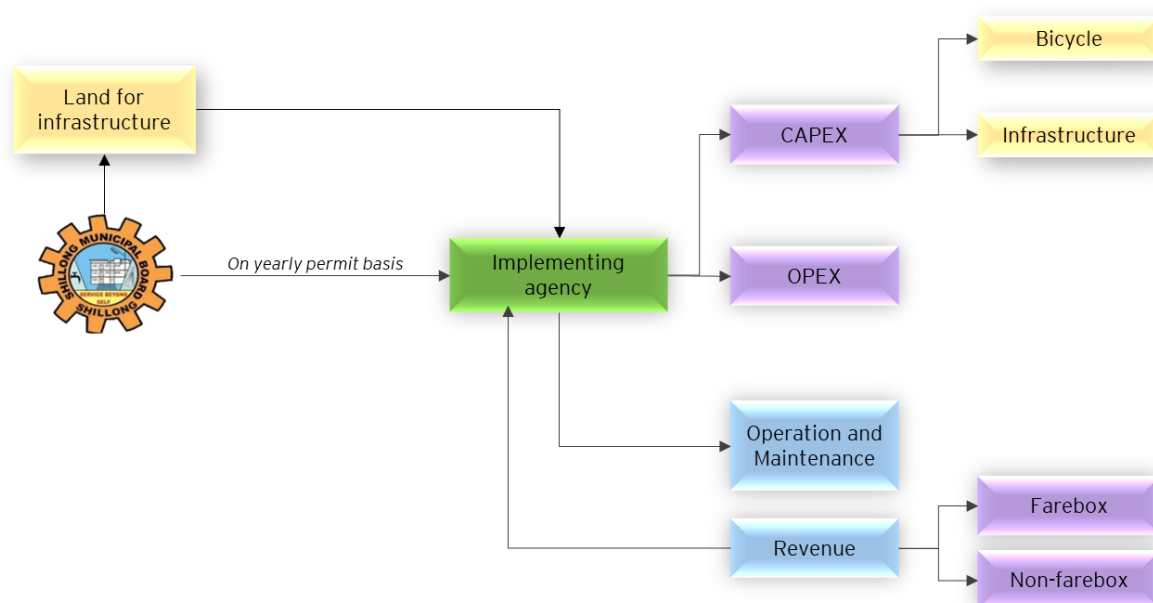 Bicycle
Land for
infrastructure
CAPEX
Infrastructure
SHILLONG MUNICIPAL BOARD
SERVICE BEYOND
SELF
SHILLONG
On yearly permit basis
Implementing
agency
OPEX
Operation and
Maintenance
Farebox
Revenue
Non-farebox